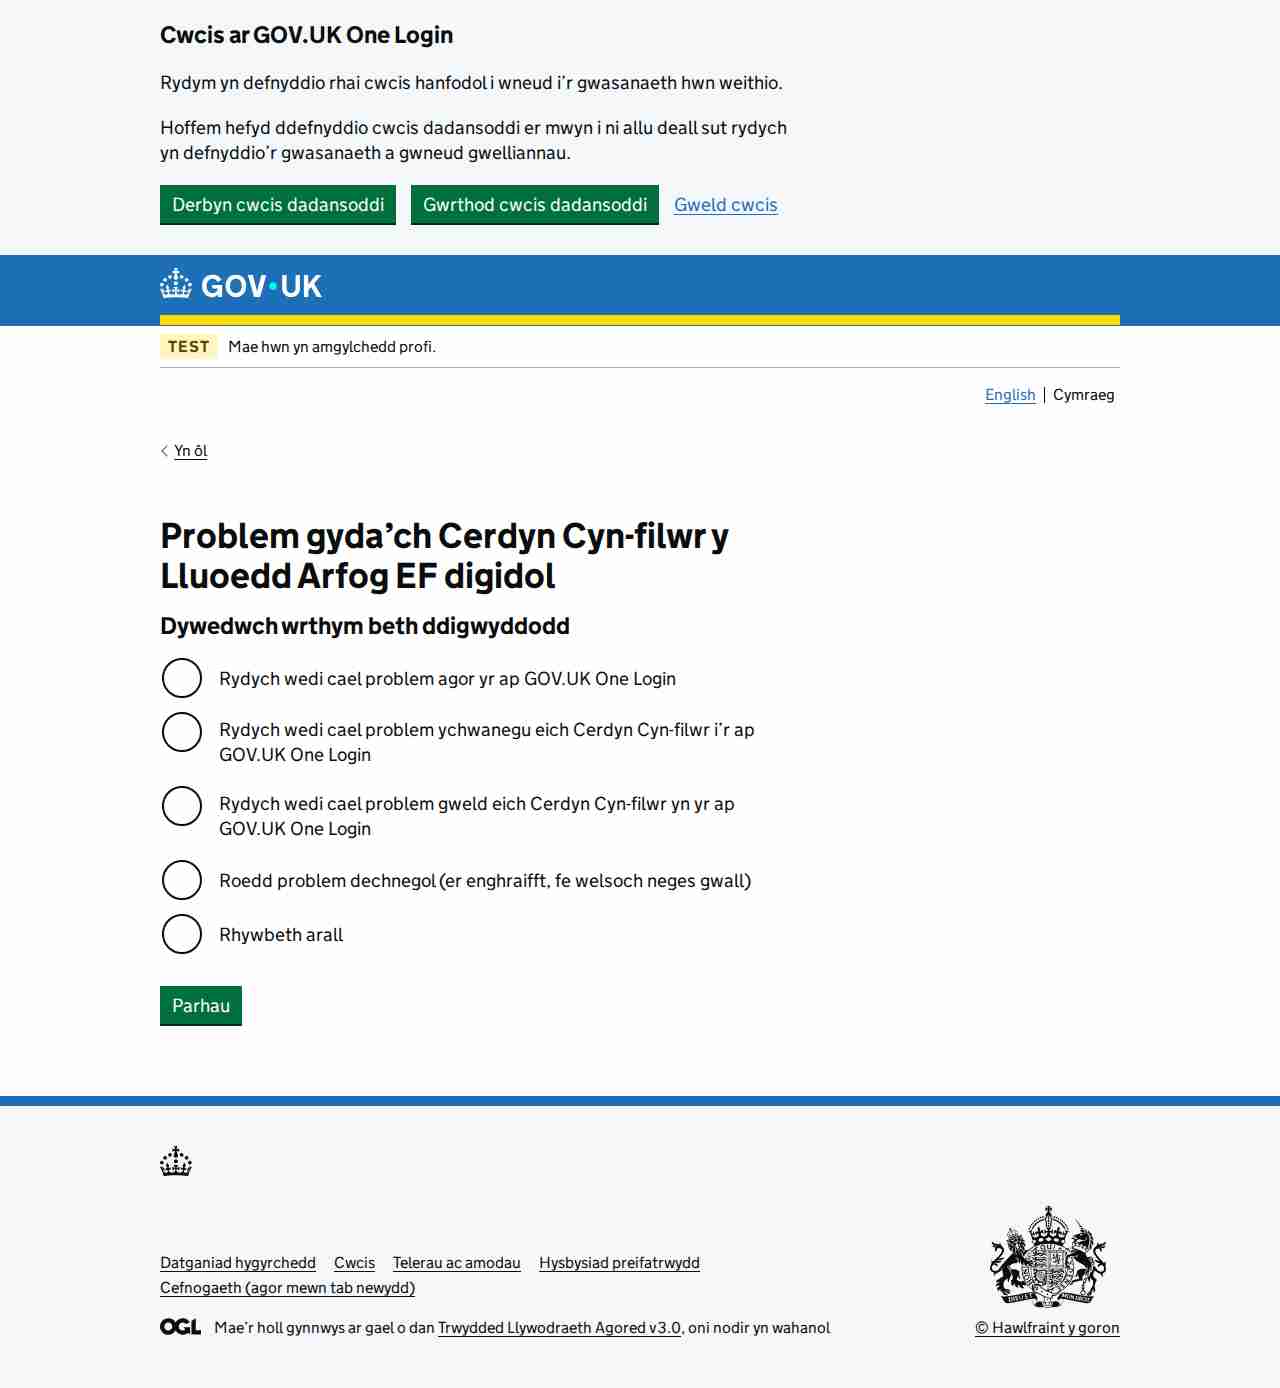 Cwcis ar GOV.UK One Login
Rydym yn defnyddio rhai cwcis hanfodol i wneud i’r gwasanaeth hwn weithio.
Hoffem hefyd ddefnyddio cwcis dadansoddi er mwyn i ni allu deall sut rydych
yn defnyddio’r gwasanaeth a gwneud gwelliannau.
Derbyn cwcis dadansoddi Gwrthod cwcis dadansoddi Gweld cwcis
GOV·UK
TEST Mae hwn yn amgylchedd profi.
English | Cymraeg
Yn ôl
Problem gyda’ch Cerdyn Cyn-filwr y
Lluoedd Arfog EF digidol
Dywedwch wrthym beth ddigwyddodd
Rydych wedi cael problem agor yr ap GOV.UK One Login
Rydych wedi cael problem ychwanegu eich Cerdyn Cyn-filwr i’r ap
GOV.UK One Login
Rydych wedi cael problem gweld eich Cerdyn Cyn-filwr yn yr ap
GOV.UK One Login
Roedd problem dechnegol (er enghraifft, fe welsoch neges gwall)
Rhywbeth arall
Parhau
Datganiad hygyrchedd Cwcis Telerau ac amodau Hysbysiad preifatrwydd
Cefnogaeth (agor mewn tab newydd)
OGL Mae’r holl gynnwys ar gael o dan Trwydded Llywodraeth Agored v3.0, oni nodir yn wahanol
© Hawlfraint y goron